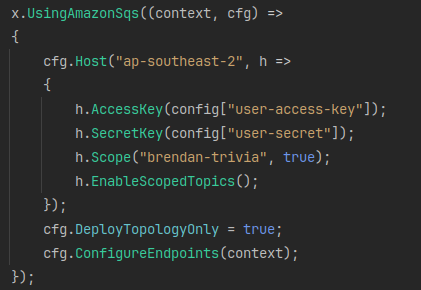 x.UsingAmazonSqs((context, cfg) =>
{
    cfg.Host("ap-southeast-2", h =>
    {
        h.AccessKey(config["user-access-key"]);
        h.SecretKey(config["user-secret"]);
        h.Scope("brendan-trivia", true);
        h.EnableScopedTopics();
    });
    cfg.DeployTopologyOnly = true;
    cfg.ConfigureEndpoints(context);
});